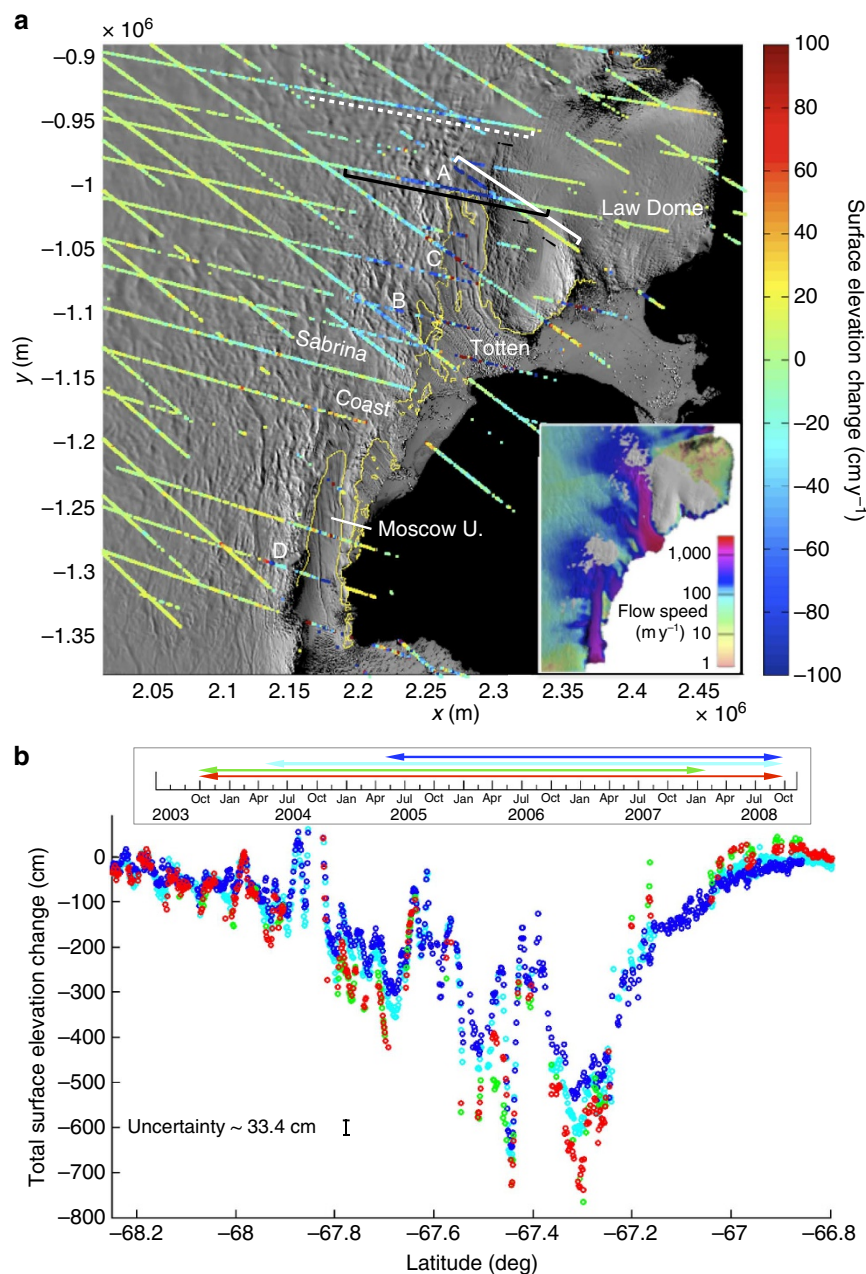 a
× 10⁶
−0.9
−0.95
−1
−1.05
−1.1
−1.15
−1.2
−1.25
−1.3
−1.35
y (m)
A
Law Dome
C
B
Sabrina
Totten
Coast
Moscow U.
D
1,000
100
Flow speed
(m y⁻¹) 10
1
2.05 2.1 2.15 2.2 2.25 2.3 2.35 2.4 2.45
x (m)
× 10⁶
100
80
60
40
20
0
−20
−40
−60
−80
−100
Surface elevation change (cm y⁻¹)
b
Oct Jan Apr Jul Oct Jan Apr Jul Oct Jan Apr Jul Oct Jan Apr Jul Oct Jan Apr Jul Oct
2003 2004 2005 2006 2007 2008
0
−100
−200
−300
−400
−500
−600
−700
−800
Total surface elevation change (cm)
Uncertainty ~ 33.4 cm
−68.2 −68 −67.8 −67.6 −67.4 −67.2 −67 −66.8
Latitude (deg)